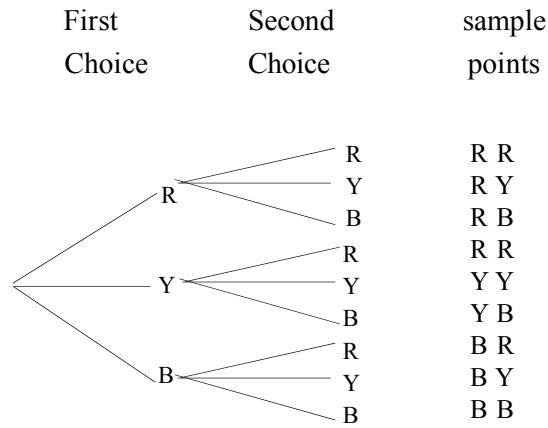 First Second sample
Choice Choice points
R R R
Y R Y
R
B R B
R R R
Y Y Y Y
B Y B
R B R
B
Y B Y
B B B